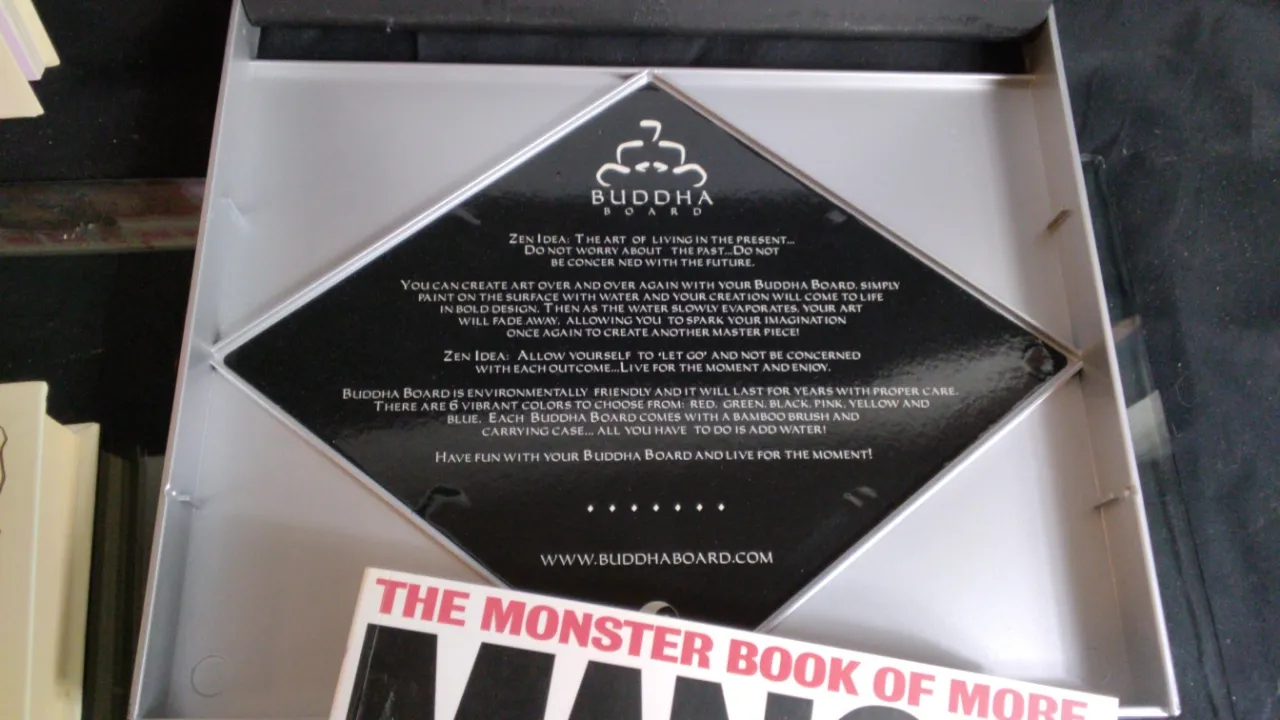 BUDDHA
BOARD
ZEN IDEA: THE ART OF LIVING IN THE PRESENT...
DO NOT WORRY ABOUT THE PAST...DO NOT
BE CONCER NED WITH THE FUTURE.
YOU CAN CREATE ART OVER AND OVER AGAIN WITH YOUR BUDDHA BOARD. SIMPLY
PAINT ON THE SURFACE WITH WATER AND YOUR CREATION WILL COME TO LIFE
IN BOLD DESIGN. THEN AS THE WATER SLOWLY EVAPORATES, YOUR ART
WILL FADE AWAY, ALLOWING YOU TO SPARK YOUR IMAGINATION
ONCE AGAIN TO CREATE ANOTHER MASTER PIECE!
ZEN IDEA: ALLOW YOURSELF TO 'LET GO' AND NOT BE CONCERNED
WITH EACH OUTCOME...LIVE FOR THE MOMENT AND ENJOY.
BUDDHA BOARD IS ENVIRONMENTALLY FRIENDLY AND IT WILL LAST FOR YEARS WITH PROPER CARE.
THERE ARE 6 VIBRANT COLORS TO CHOOSE FROM: RED, GREEN, BLACK, PINK, YELLOW AND
BLUE. EACH BUDDHA BOARD COMES WITH A BAMBOO BRUSH AND
CARRYING CASE... ALL YOU HAVE TO DO IS ADD WATER!
HAVE FUN WITH YOUR BUDDHA BOARD AND LIVE FOR THE MOMENT!
WWW.BUDDHABOARD.COM
THE MONSTER BOOK OF MORE